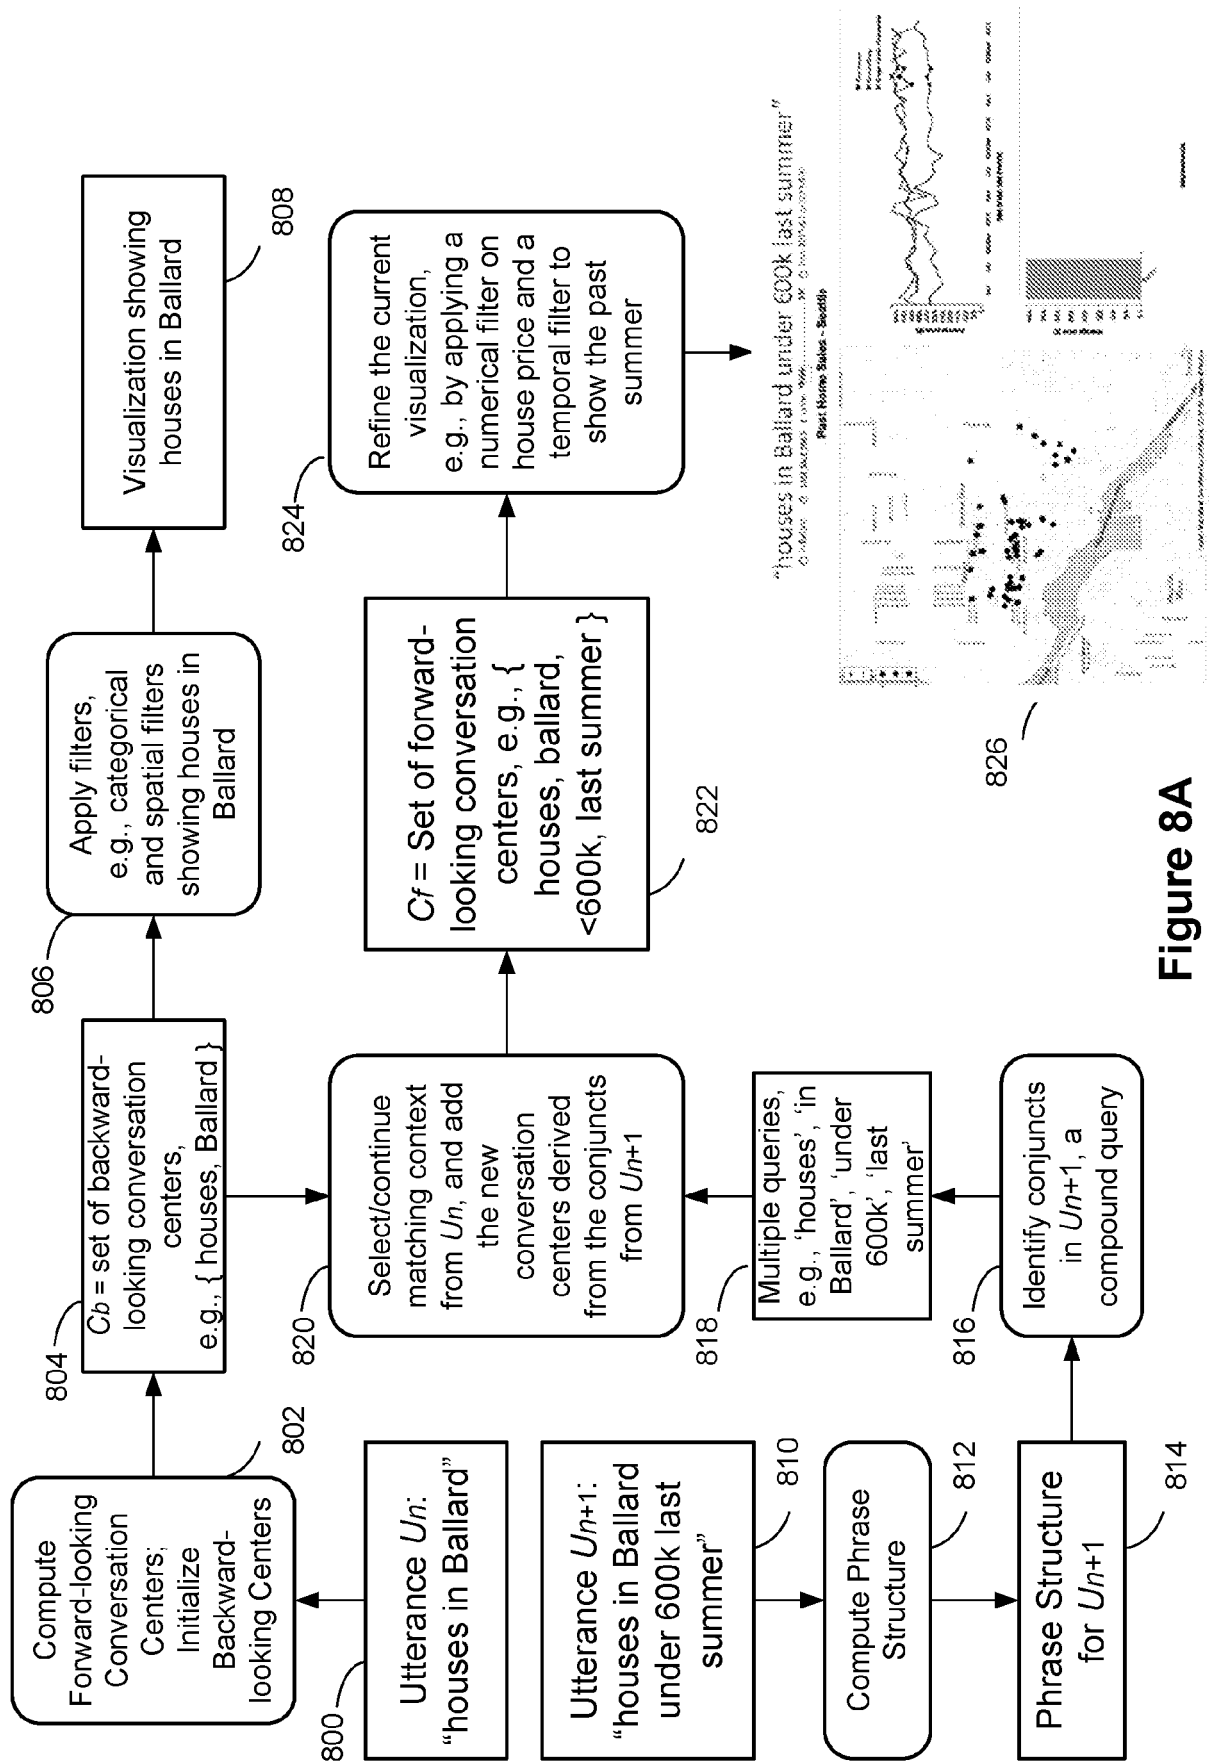 Compute
Forward-looking
Conversation
Centers;
Initialize
Backward-
looking Centers
802
Cb = set of backward-
looking conversation
centers,
e.g., { houses, Ballard }
804
Apply filters,
e.g., categorical
and spatial filters
showing houses in
Ballard
806
Visualization showing
houses in Ballard
808
Utterance Un:
“houses in Ballard”
800
Select/continue
matching context
from Un, and add
the new
conversation
centers derived
from the conjuncts
from Un+1
820
Cf = Set of forward-
looking conversation
centers, e.g., {
houses, ballard,
<600k, last summer }
822
Refine the current
visualization,
e.g., by applying a
numerical filter on
house price and a
temporal filter to
show the past
summer
824
Utterance Un+1:
“houses in Ballard
under 600k last
summer”
810
Compute Phrase
Structure
812
Phrase Structure
for Un+1
814
Identify conjuncts
in Un+1, a
compound query
816
Multiple queries,
e.g., ‘houses’, ‘in
Ballard’, ‘under
600k’, ‘last
summer’
818
“houses in Ballard under 600k last summer”
Past Home Sales - Seattle
826
Figure 8A